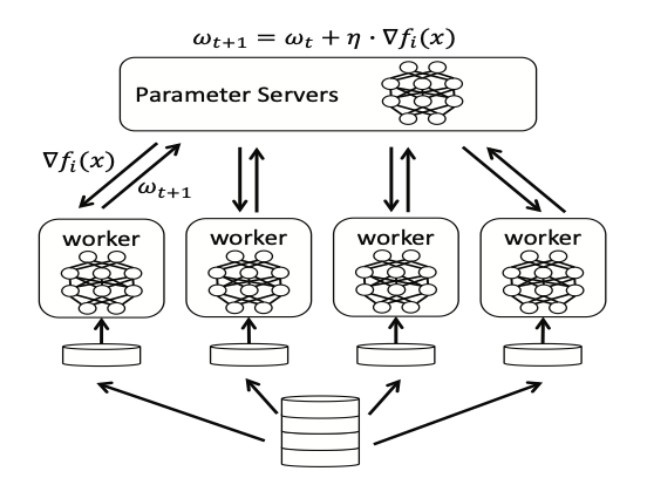 ω_{t+1} = ω_t + η · ∇f_i(x)
Parameter Servers
∇f_i(x)
ω_{t+1}
worker worker worker worker